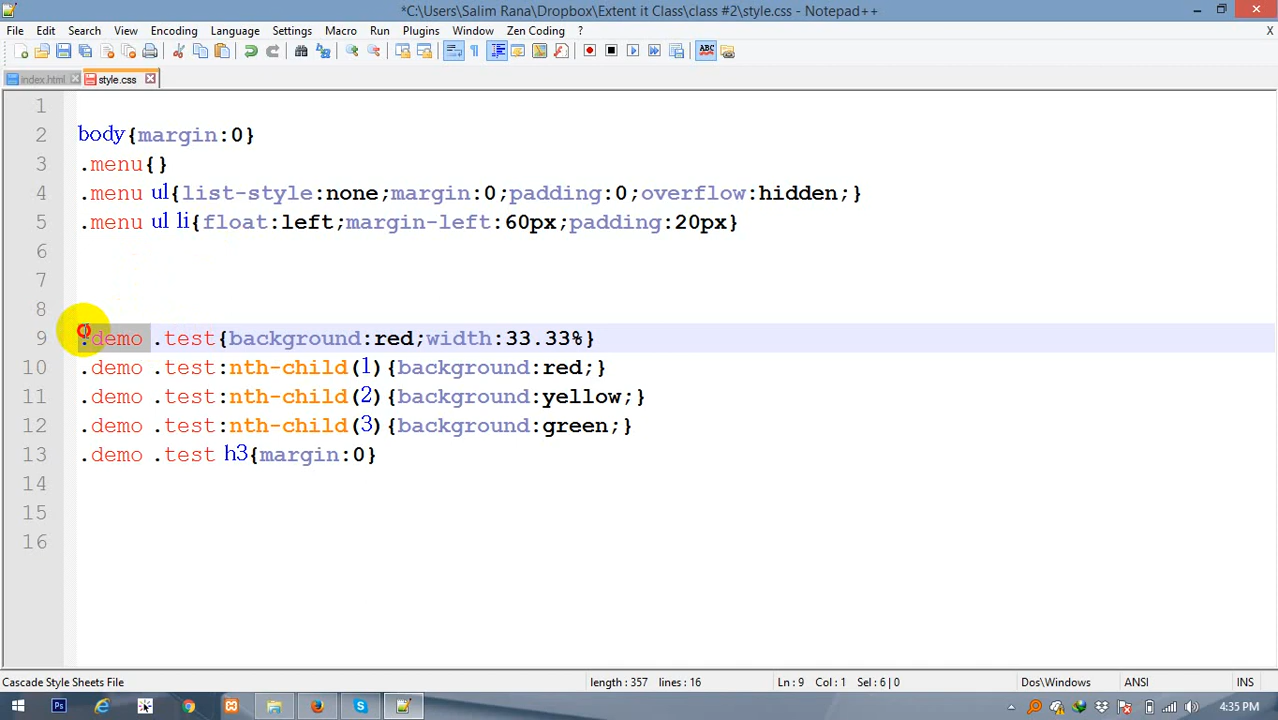 *C:\Users\Salim Rana\Dropbox\Extent it Class\class #2\style.css - Notepad++
File Edit Search View Encoding Language Settings Macro Run Plugins Window Zen Coding ? X
index.html style.css
1
2 body{margin:0}
3 .menu{}
4 .menu ul{list-style:none;margin:0;padding:0;overflow:hidden;}
5 .menu ul li{float:left;margin-left:60px;padding:20px}
6
7
8
9 .demo .test{background:red;width:33.33%}
10 .demo .test:nth-child(1){background:red;}
11 .demo .test:nth-child(2){background:yellow;}
12 .demo .test:nth-child(3){background:green;}
13 .demo .test h3{margin:0}
14
15
16
Cascade Style Sheets File length : 357 lines : 16 Ln : 9 Col : 1 Sel : 6 | 0 Dos\Windows ANSI INS
4:35 PM